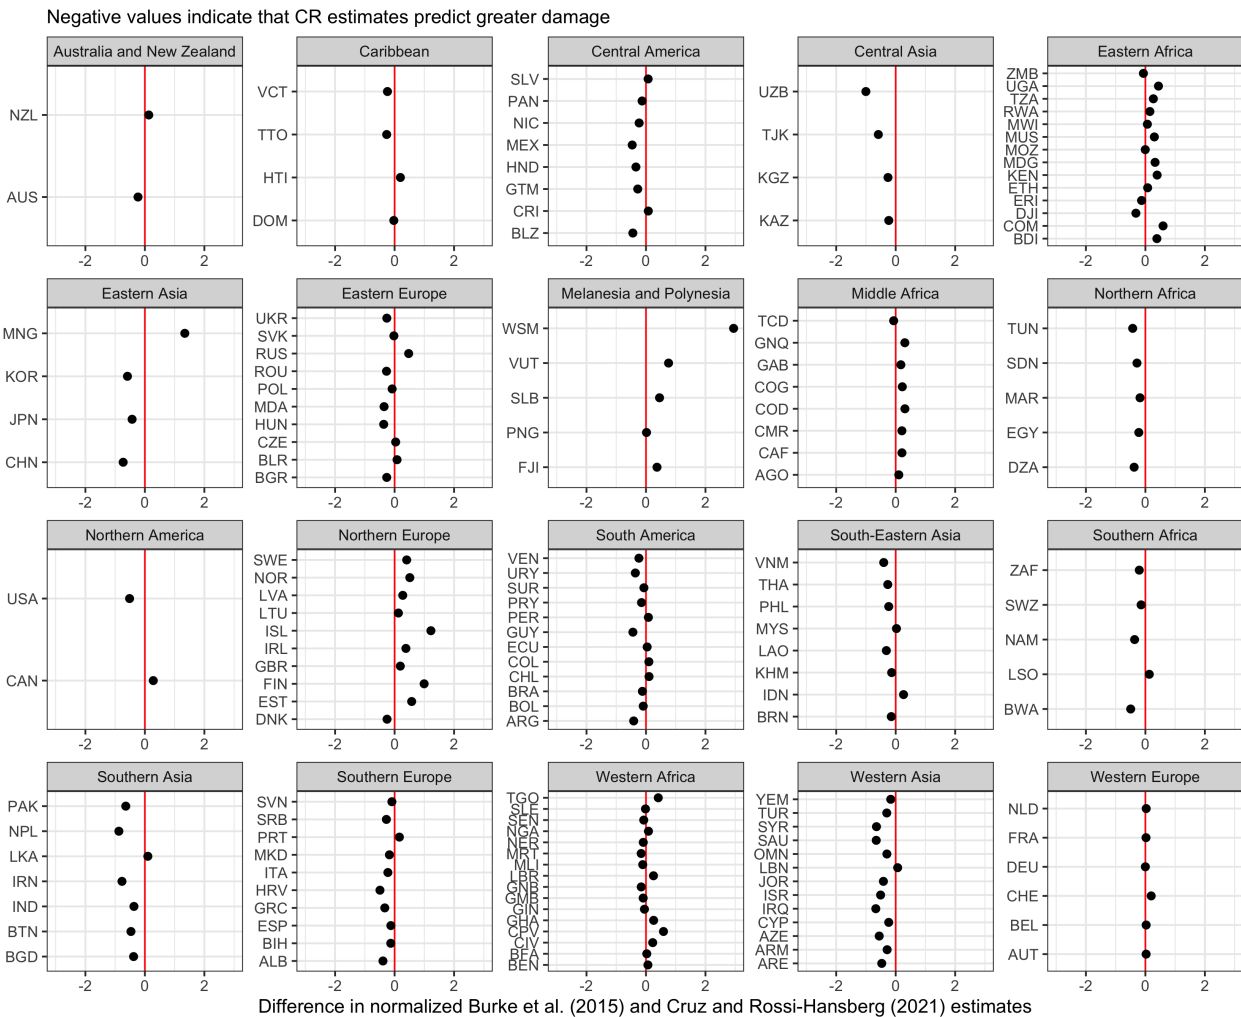 Negative values indicate that CR estimates predict greater damage
Australia and New Zealand
NZL
AUS
-2 0 2
Caribbean
VCT
TTO
HTI
DOM
-2 0 2
Central America
SLV
PAN
NIC
MEX
HND
GTM
CRI
BLZ
-2 0 2
Central Asia
UZB
TJK
KGZ
KAZ
-2 0 2
Eastern Africa
ZMB
UGA
TZA
RWA
MWI
MUS
MOZ
MDG
KEN
ETH
ERI
DJI
COM
BDI
-2 0 2
Eastern Asia
MNG
KOR
JPN
CHN
-2 0 2
Eastern Europe
UKR
SVK
RUS
ROU
POL
MDA
HUN
CZE
BLR
BGR
-2 0 2
Melanesia and Polynesia
WSM
VUT
SLB
PNG
FJI
-2 0 2
Middle Africa
TCD
GNQ
GAB
COG
COD
CMR
CAF
AGO
-2 0 2
Northern Africa
TUN
SDN
MAR
EGY
DZA
-2 0 2
Northern America
USA
CAN
-2 0 2
Northern Europe
SWE
NOR
LVA
LTU
ISL
IRL
GBR
FIN
EST
DNK
-2 0 2
South America
VEN
URY
SUR
PRY
PER
GUY
ECU
COL
CHL
BRA
BOL
ARG
-2 0 2
South-Eastern Asia
VNM
THA
PHL
MYS
LAO
KHM
IDN
BRN
-2 0 2
Southern Africa
ZAF
SWZ
NAM
LSO
BWA
-2 0 2
Southern Asia
PAK
NPL
LKA
IRN
IND
BTN
BGD
-2 0 2
Southern Europe
SVN
SRB
PRT
MKD
ITA
HRV
GRC
ESP
BIH
ALB
-2 0 2
Western Africa
TGO
SLE
SEN
NGA
NER
MRT
MLI
LBR
GNB
GMB
GIN
GHA
CPV
CIV
BFA
BEN
-2 0 2
Western Asia
YEM
TUR
SYR
SAU
OMN
LBN
JOR
ISR
IRQ
CYP
AZE
ARM
ARE
-2 0 2
Western Europe
NLD
FRA
DEU
CHE
BEL
AUT
-2 0 2
Difference in normalized Burke et al. (2015) and Cruz and Rossi-Hansberg (2021) estimates